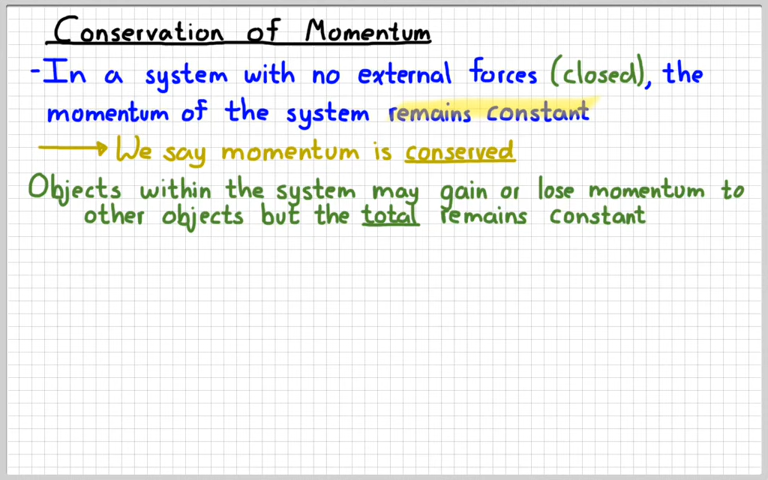 Conservation of Momentum
- In a system with no external forces (closed), the
momentum of the system remains constant
We say momentum is conserved
Objects within the system may gain or lose momentum to
other objects but the total remains constant